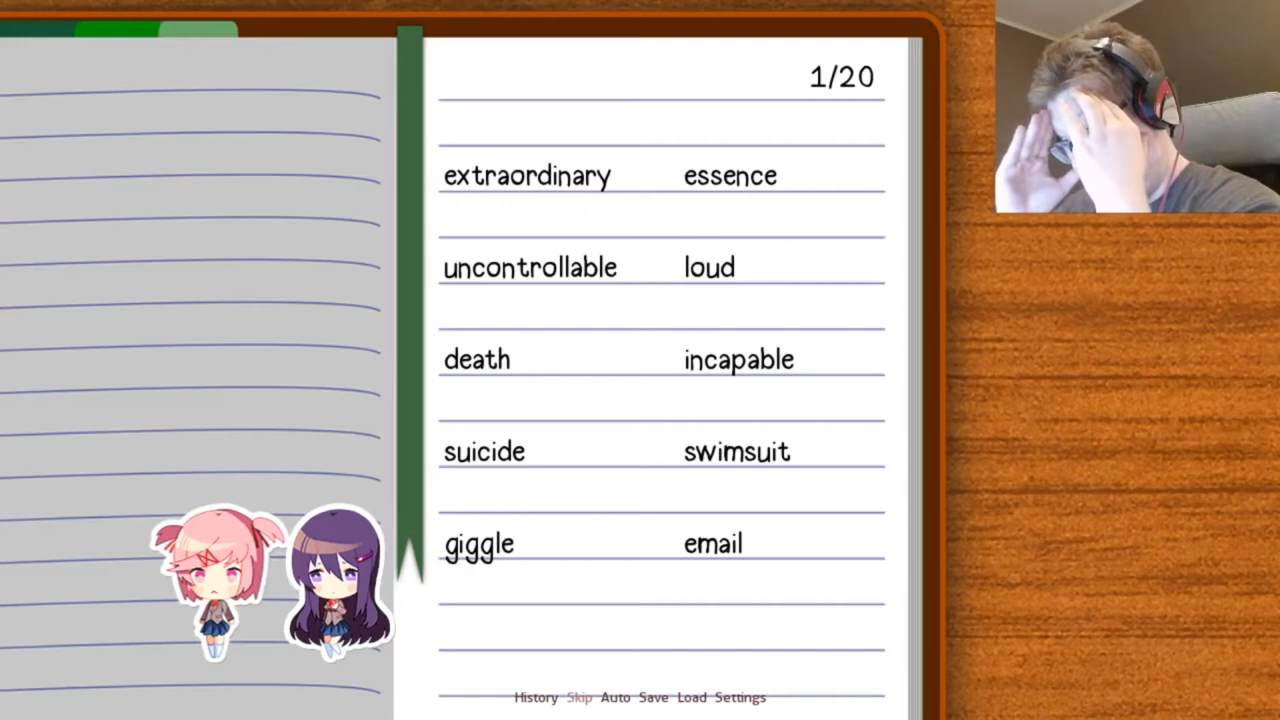 1/20
extraordinary essence
uncontrollable loud
death incapable
suicide swimsuit
giggle email
History Skip Auto Save Load Settings